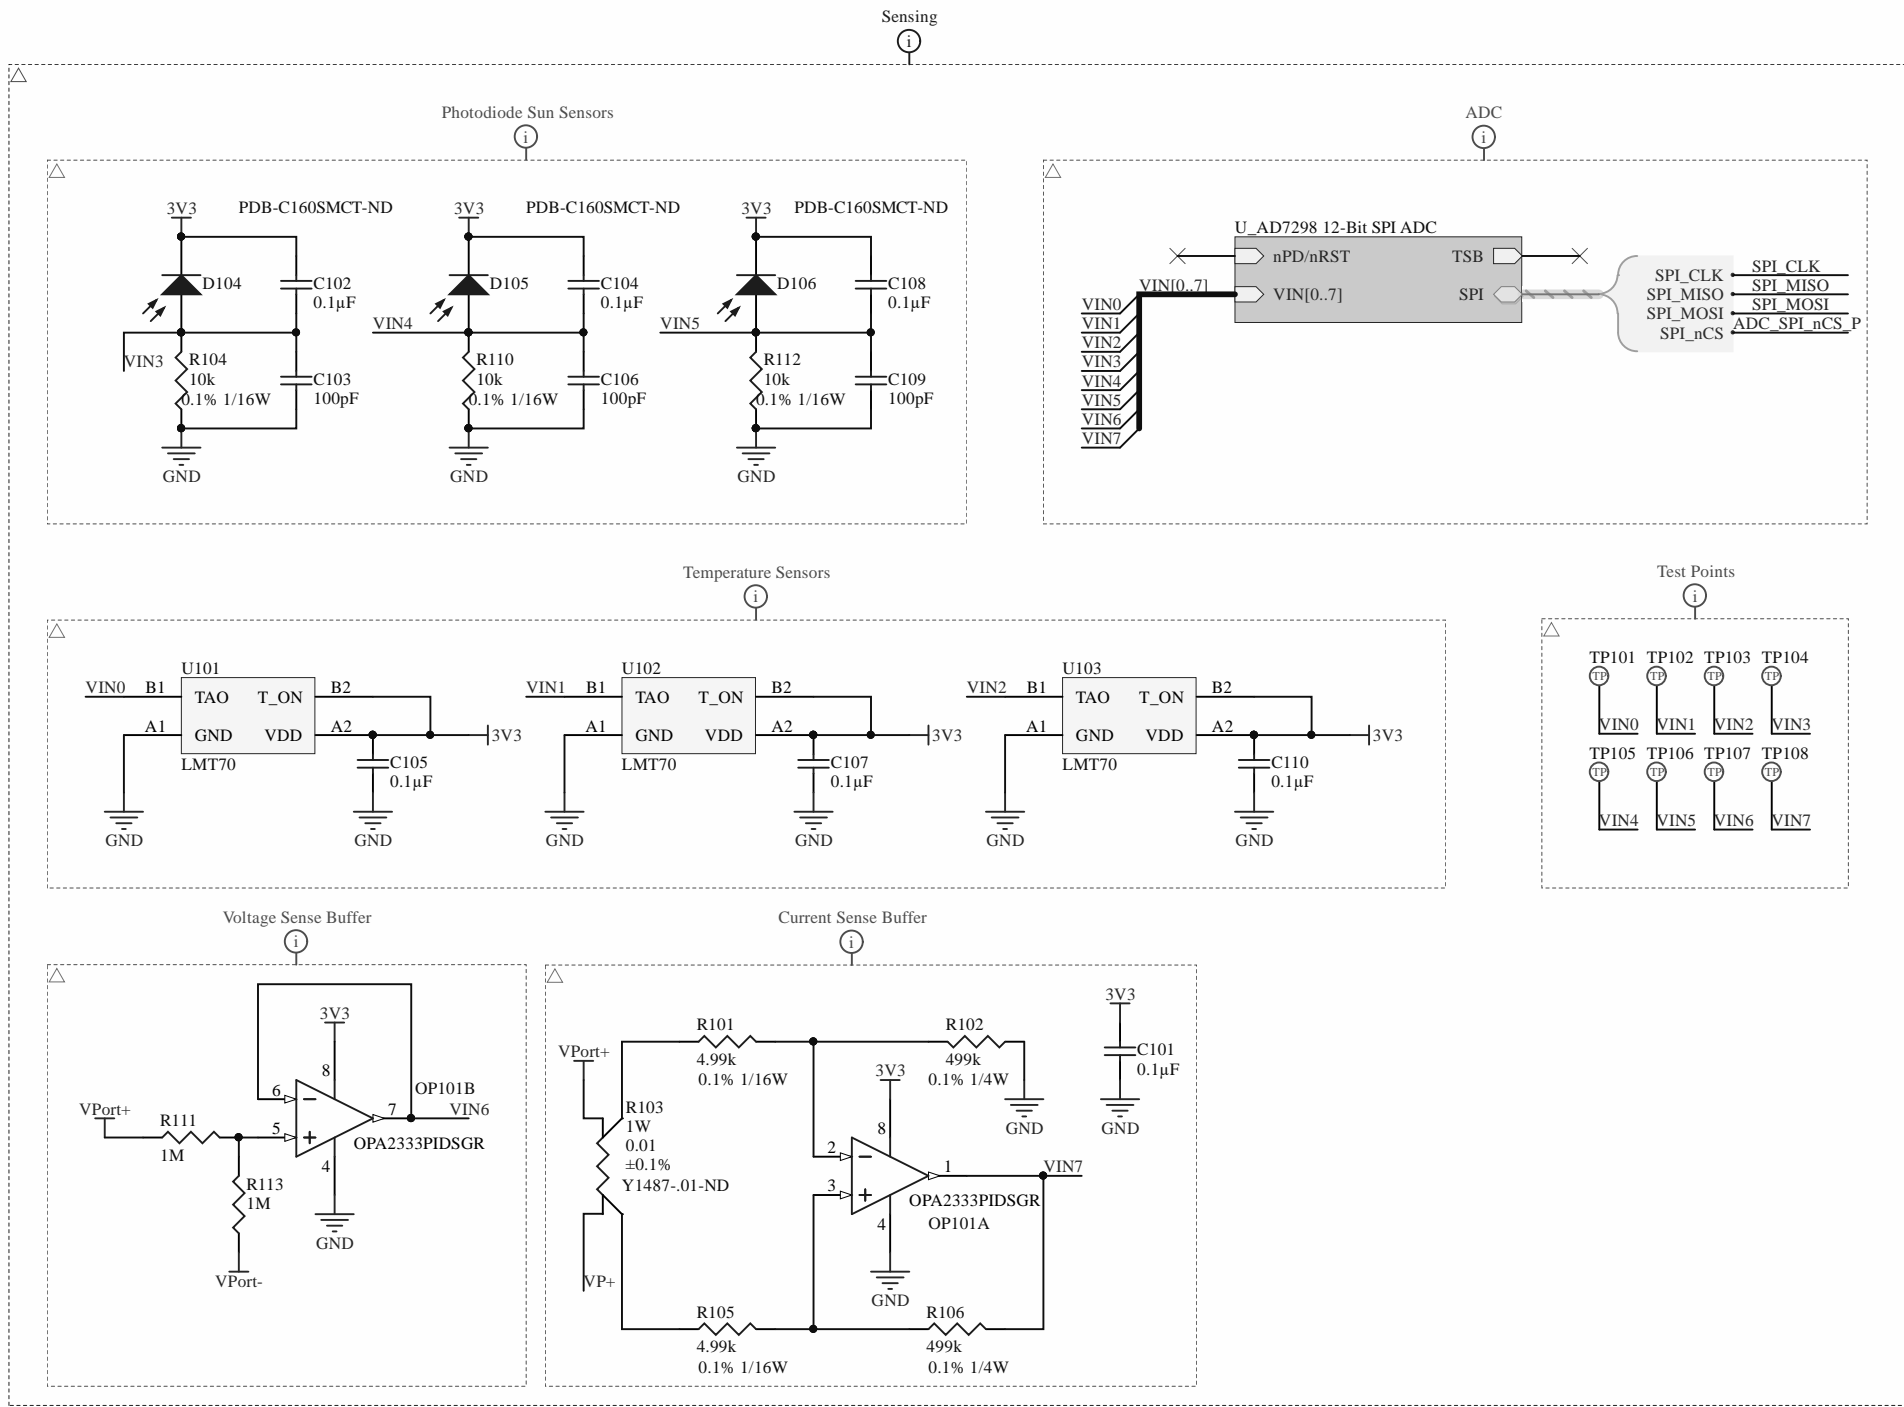 Sensing
i
Photodiode Sun Sensors
i
3V3
PDB-C160SMCT-ND
D104
C102
0.1µF
VIN3
R104
10k
0.1% 1/16W
C103
100pF
GND
3V3
PDB-C160SMCT-ND
D105
C104
0.1µF
VIN4
R110
10k
0.1% 1/16W
C106
100pF
GND
3V3
PDB-C160SMCT-ND
D106
C108
0.1µF
VIN5
R112
10k
0.1% 1/16W
C109
100pF
GND
ADC
i
U_AD7298 12-Bit SPI ADC
nPD/nRST
TSB
VIN[0..7]
VIN[0..7]
SPI
VIN0
VIN1
VIN2
VIN3
VIN4
VIN5
VIN6
VIN7
SPI_CLK
SPI_CLK
SPI_MISO
SPI_MISO
SPI_MOSI
SPI_MOSI
SPI_nCS
ADC_SPI_nCS_P
Temperature Sensors
i
U101
VIN0
B1
TAO
T_ON
B2
A1
GND
VDD
A2
3V3
LMT70
C105
0.1µF
GND
GND
U102
VIN1
B1
TAO
T_ON
B2
A1
GND
VDD
A2
3V3
LMT70
C107
0.1µF
GND
GND
U103
VIN2
B1
TAO
T_ON
B2
A1
GND
VDD
A2
3V3
LMT70
C110
0.1µF
GND
GND
Test Points
i
TP101
TP102
TP103
TP104
TP
TP
TP
TP
VIN0
VIN1
VIN2
VIN3
TP105
TP106
TP107
TP108
TP
TP
TP
TP
VIN4
VIN5
VIN6
VIN7
Voltage Sense Buffer
i
3V3
8
OP101B
6
7
VIN6
VPort+
R111
1M
5
OPA2333PIDSGR
4
R113
1M
GND
VPort-
Current Sense Buffer
i
3V3
C101
0.1µF
GND
R101
4.99k
0.1% 1/16W
R102
499k
0.1% 1/4W
GND
VPort+
3V3
R103
1W
0.01
±0.1%
Y1487-.01-ND
8
2
1
VIN7
3
OPA2333PIDSGR
OP101A
4
GND
VP+
R105
4.99k
0.1% 1/16W
R106
499k
0.1% 1/4W